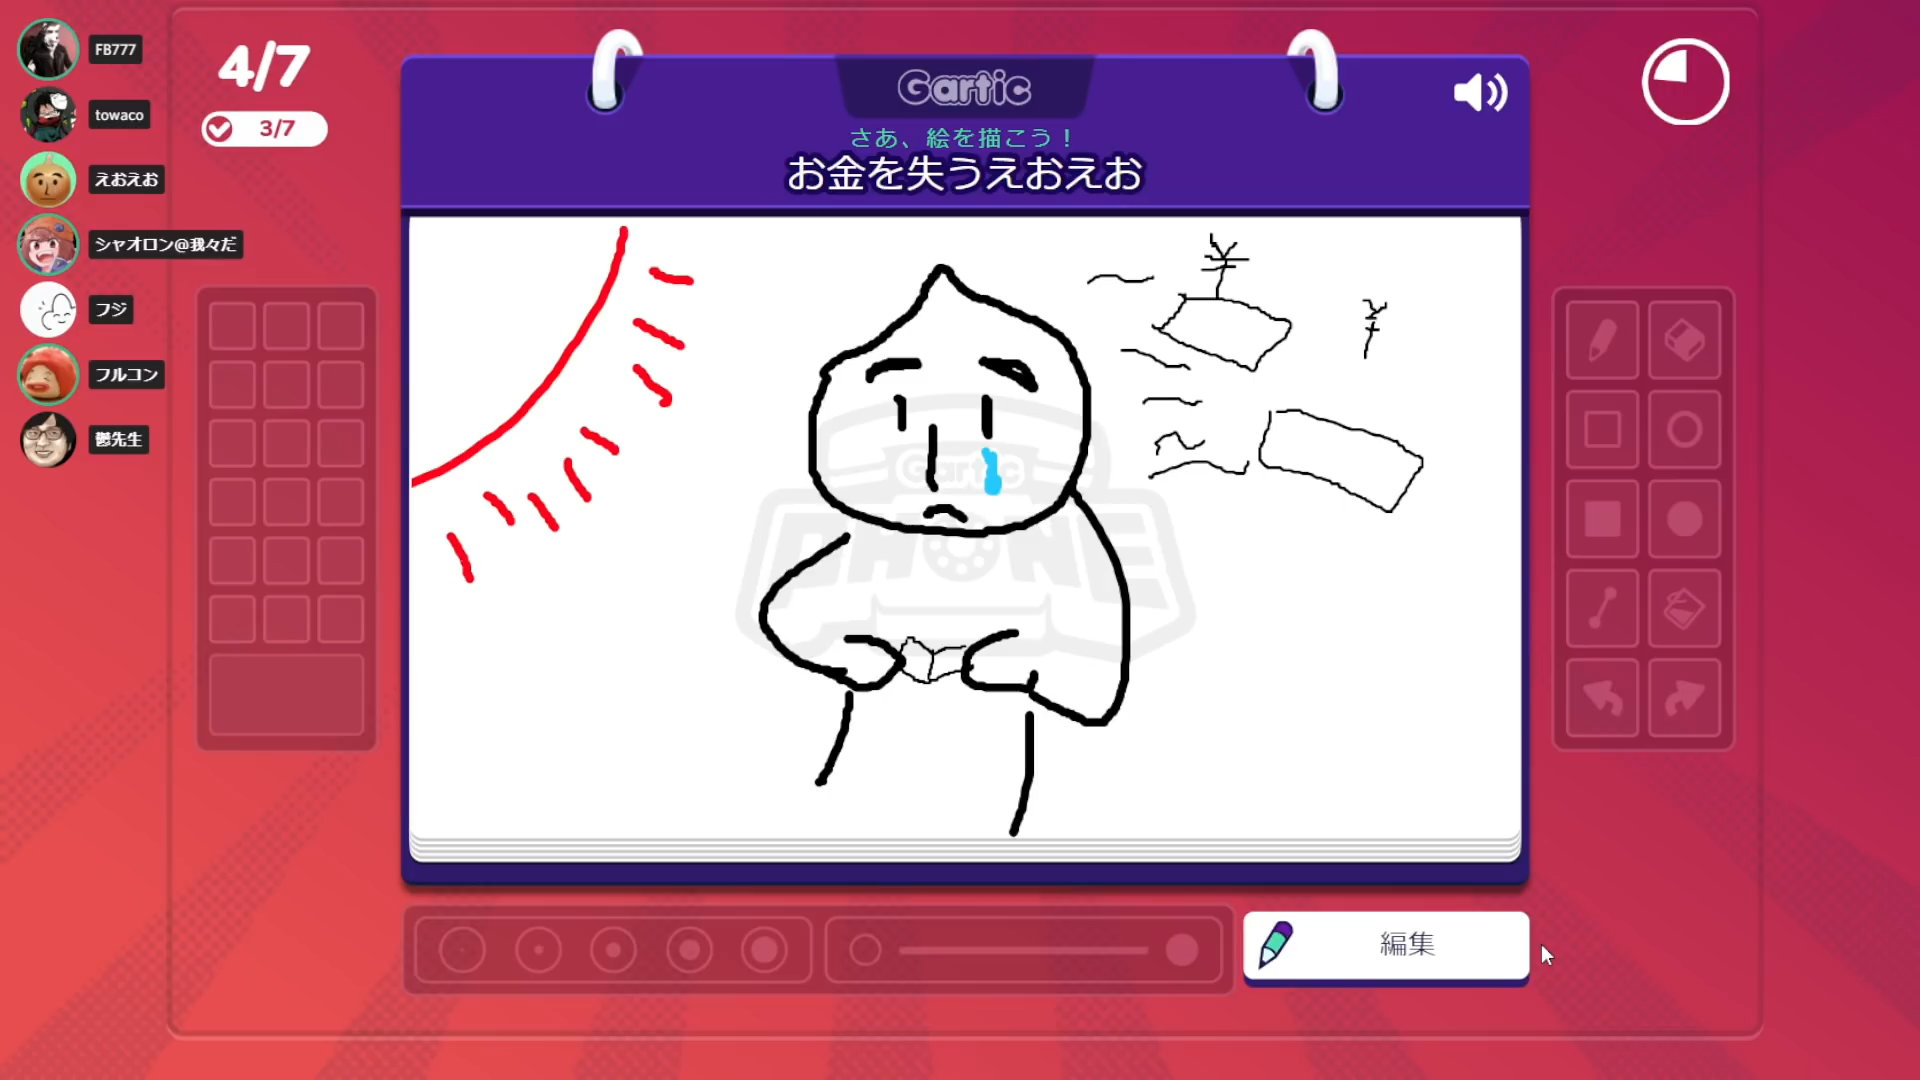 FB777
towaco
えおえお
シャオロン@我々だ
フジ
フルコン
鬱先生
4/7
3/7
Gartic
さあ、絵を描こう！
お金を失うえおえお
¥
¥
Gartic
PHONE
編集